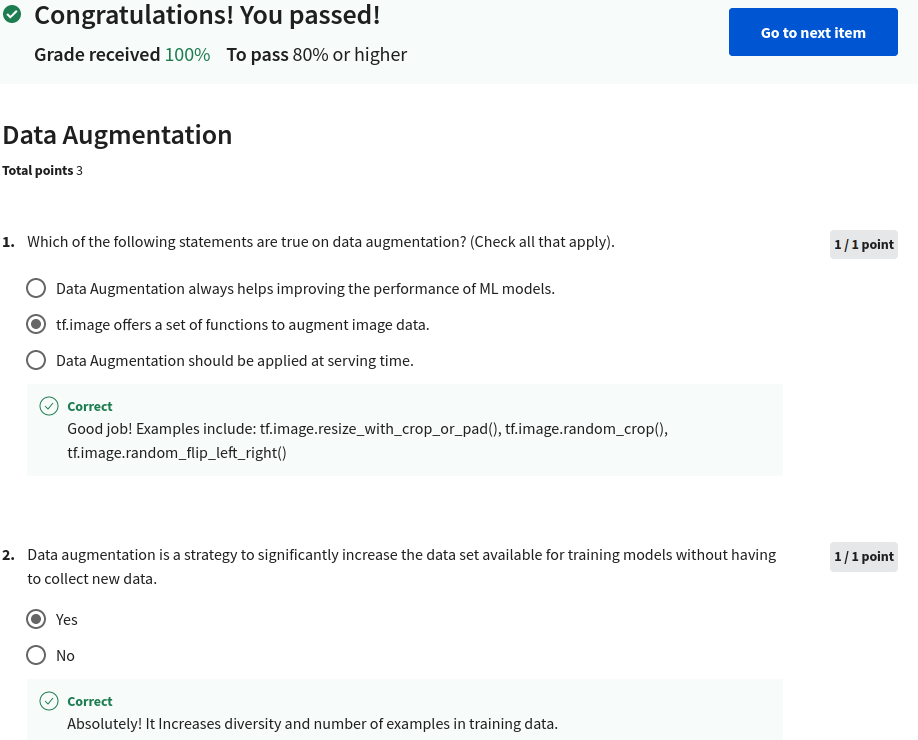 Congratulations! You passed!
Grade received 100% To pass 80% or higher
Go to next item
Data Augmentation
Total points 3
1. Which of the following statements are true on data augmentation? (Check all that apply).
1 / 1 point
Data Augmentation always helps improving the performance of ML models.
tf.image offers a set of functions to augment image data.
Data Augmentation should be applied at serving time.
Correct
Good job! Examples include: tf.image.resize_with_crop_or_pad(), tf.image.random_crop(),
tf.image.random_flip_left_right()
2. Data augmentation is a strategy to significantly increase the data set available for training models without having
to collect new data.
1 / 1 point
Yes
No
Correct
Absolutely! It Increases diversity and number of examples in training data.